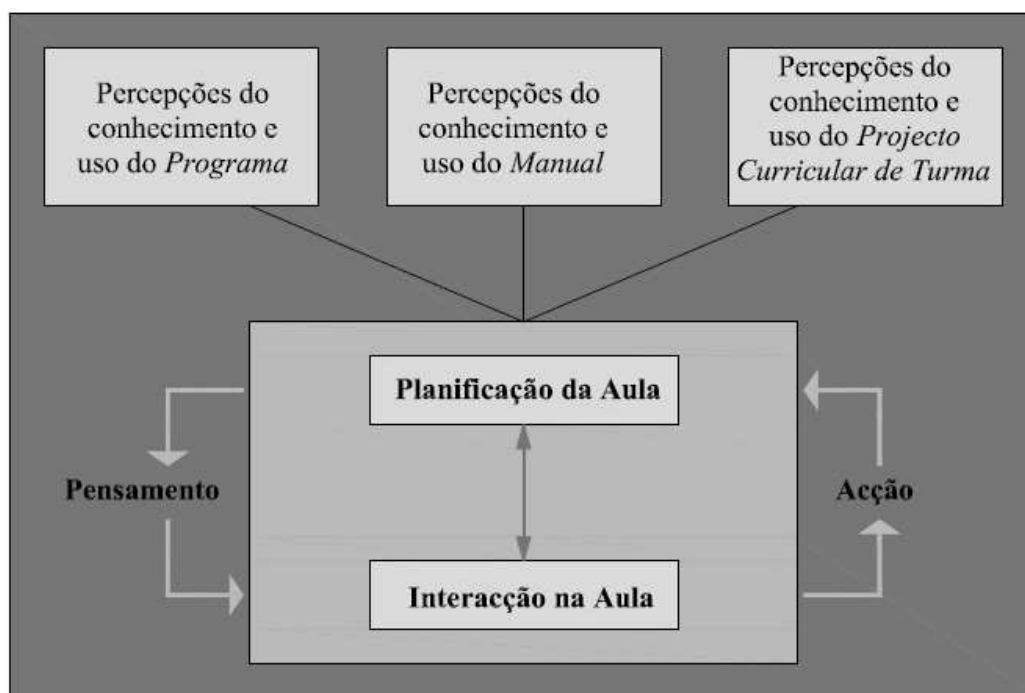 Percepções do
conhecimento e
uso do Programa
Percepções do
conhecimento e
uso do Manual
Percepções do
conhecimento e
uso do Projecto
Curricular de Turma
Planificação da Aula
Pensamento
Acção
Interacção na Aula